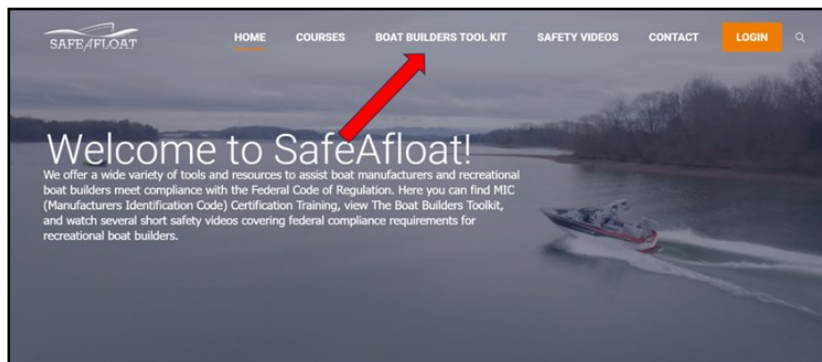 SAFEAFLOAT
HOME COURSES BOAT BUILDERS TOOL KIT SAFETY VIDEOS CONTACT LOGIN
Welcome to SafeAfloat!
We offer a wide variety of tools and resources to assist boat manufacturers and recreational
boat builders meet compliance with the Federal Code of Regulation. Here you can find MIC
(Manufacturers Identification Code) Certification Training, view The Boat Builders Toolkit,
and watch several short safety videos covering federal compliance requirements for
recreational boat builders.